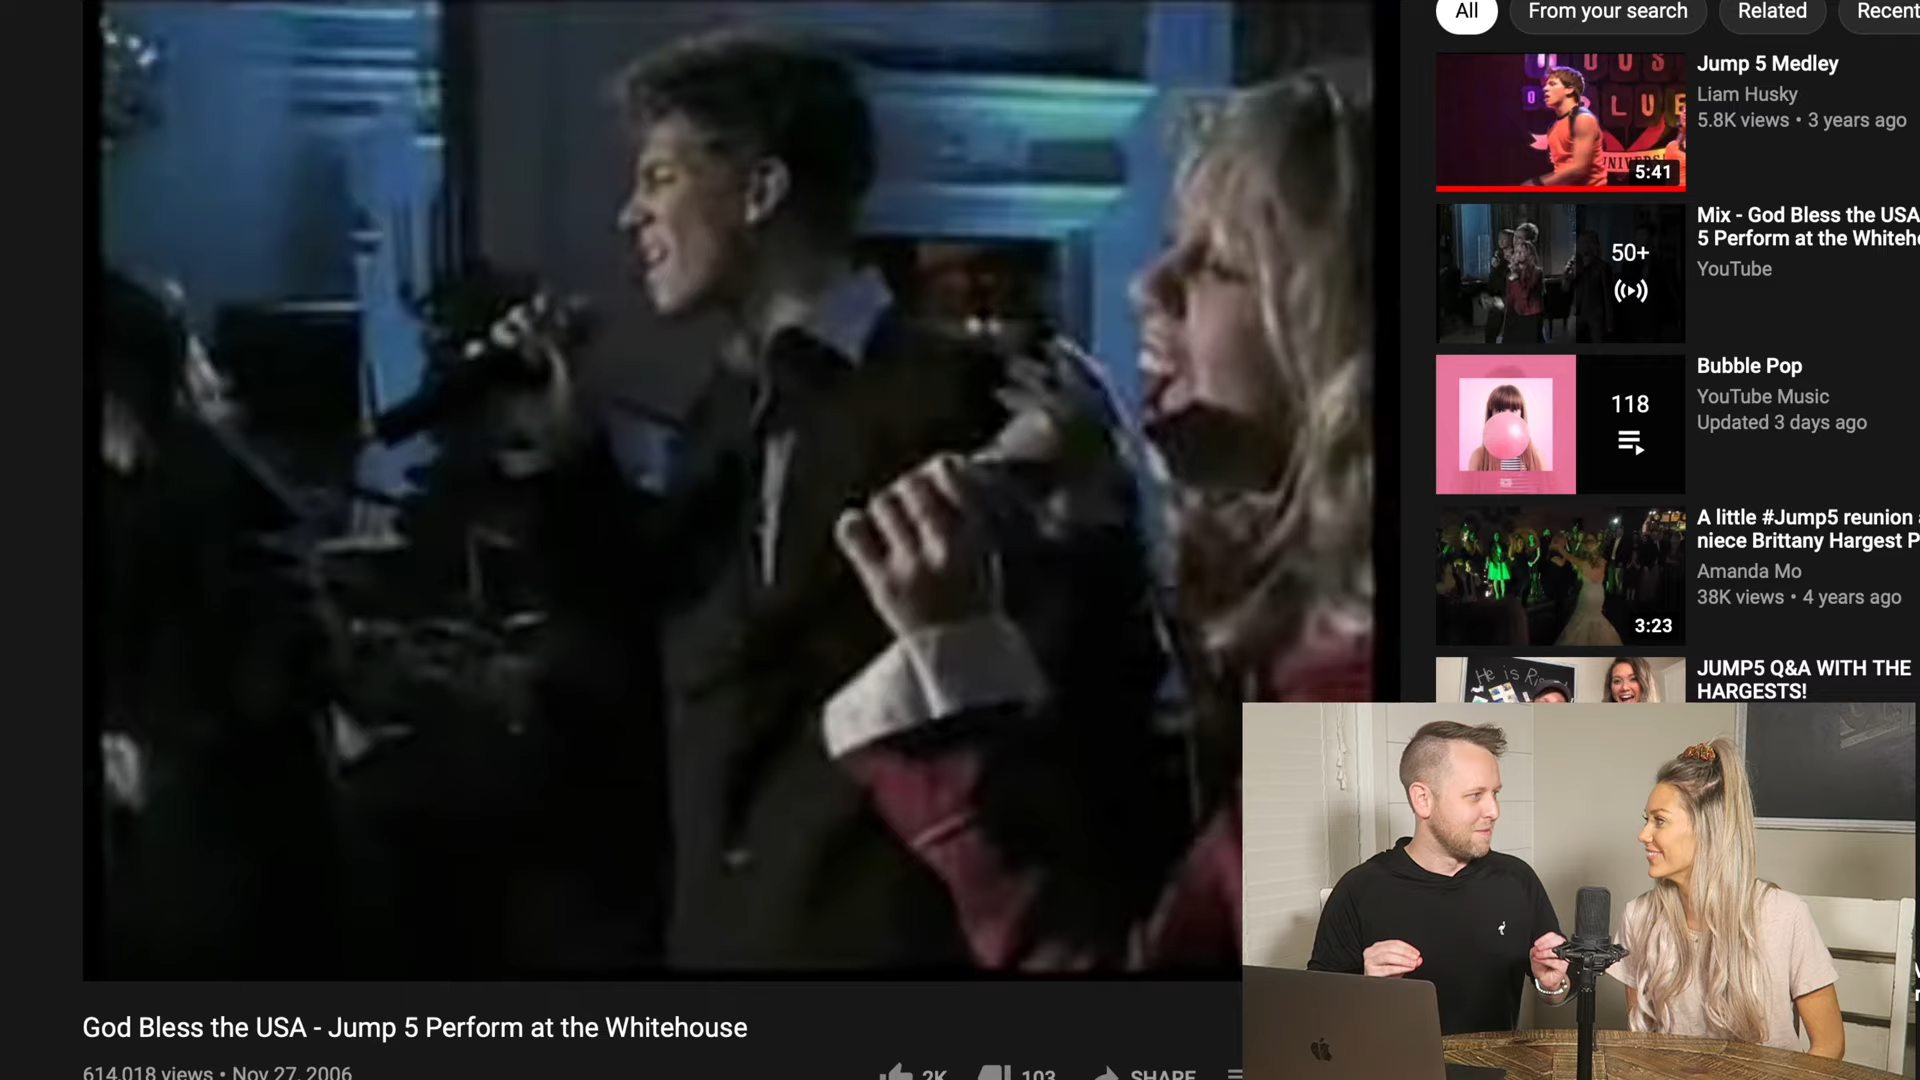 All
From your search
Related
Recent
Jump 5 Medley
Liam Husky
5.8K views • 3 years ago
5:41
Mix - God Bless the USA
5 Perform at the Whiteh
YouTube
50+
Bubble Pop
YouTube Music
Updated 3 days ago
118
A little #Jump5 reunion
niece Brittany Hargest P
Amanda Mo
38K views • 4 years ago
3:23
JUMP5 Q&A WITH THE
HARGESTS!
He is Ri
God Bless the USA - Jump 5 Perform at the Whitehouse
614,018 views • Nov 27, 2006
2K
103
SHARE